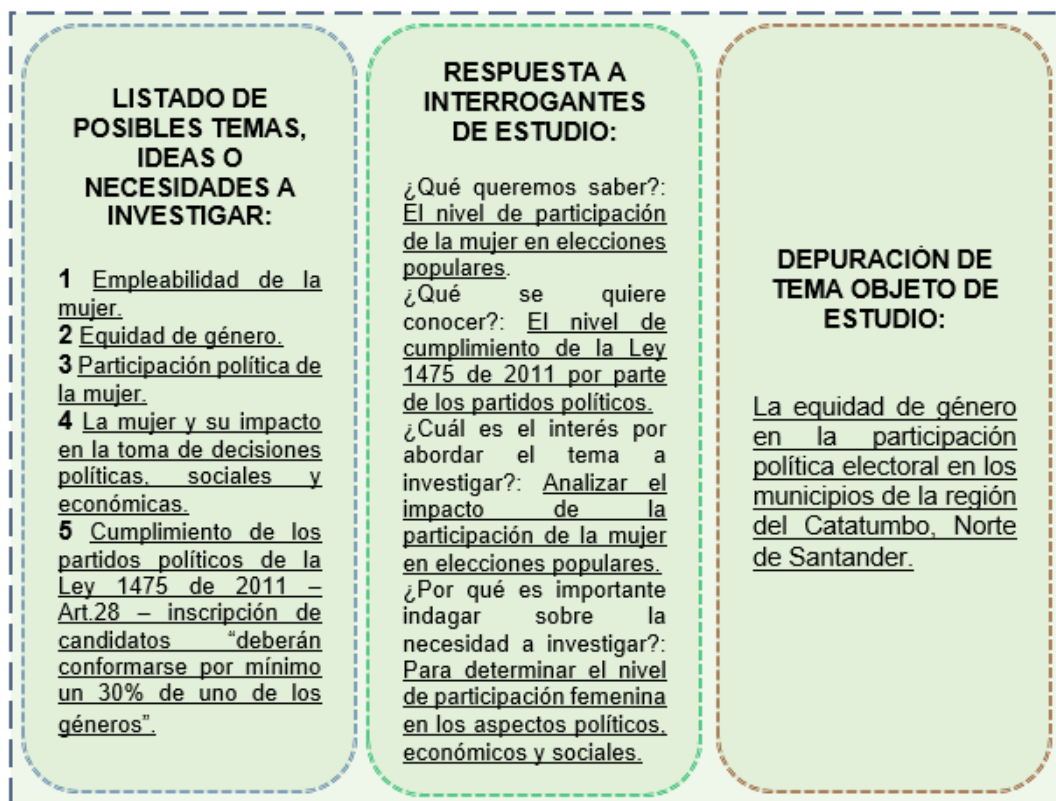 LISTADO DE
POSIBLES TEMAS,
IDEAS O
NECESIDADES A
INVESTIGAR:
1 Empleabilidad de la
mujer.
2 Equidad de género.
3 Participación política de
la mujer.
4 La mujer y su impacto
en la toma de decisiones
políticas, sociales y
económicas.
5 Cumplimiento de los
partidos políticos de la
Ley 1475 de 2011 –
Art.28 – inscripción de
candidatos “deberán
conformarse por mínimo
un 30% de uno de los
géneros”.
RESPUESTA A
INTERROGANTES
DE ESTUDIO:
¿Qué queremos saber?:
El nivel de participación
de la mujer en elecciones
populares.
¿Qué se quiere
conocer?: El nivel de
cumplimiento de la Ley
1475 de 2011 por parte
de los partidos políticos.
¿Cuál es el interés por
abordar el tema a
investigar?: Analizar el
impacto de la
participación de la mujer
en elecciones populares.
¿Por qué es importante
indagar sobre la
necesidad a investigar?:
Para determinar el nivel
de participación femenina
en los aspectos políticos,
económicos y sociales.
DEPURACIÓN DE
TEMA OBJETO DE
ESTUDIO:
La equidad de género
en la participación
política electoral en los
municipios de la región
del Catatumbo, Norte
de Santander.